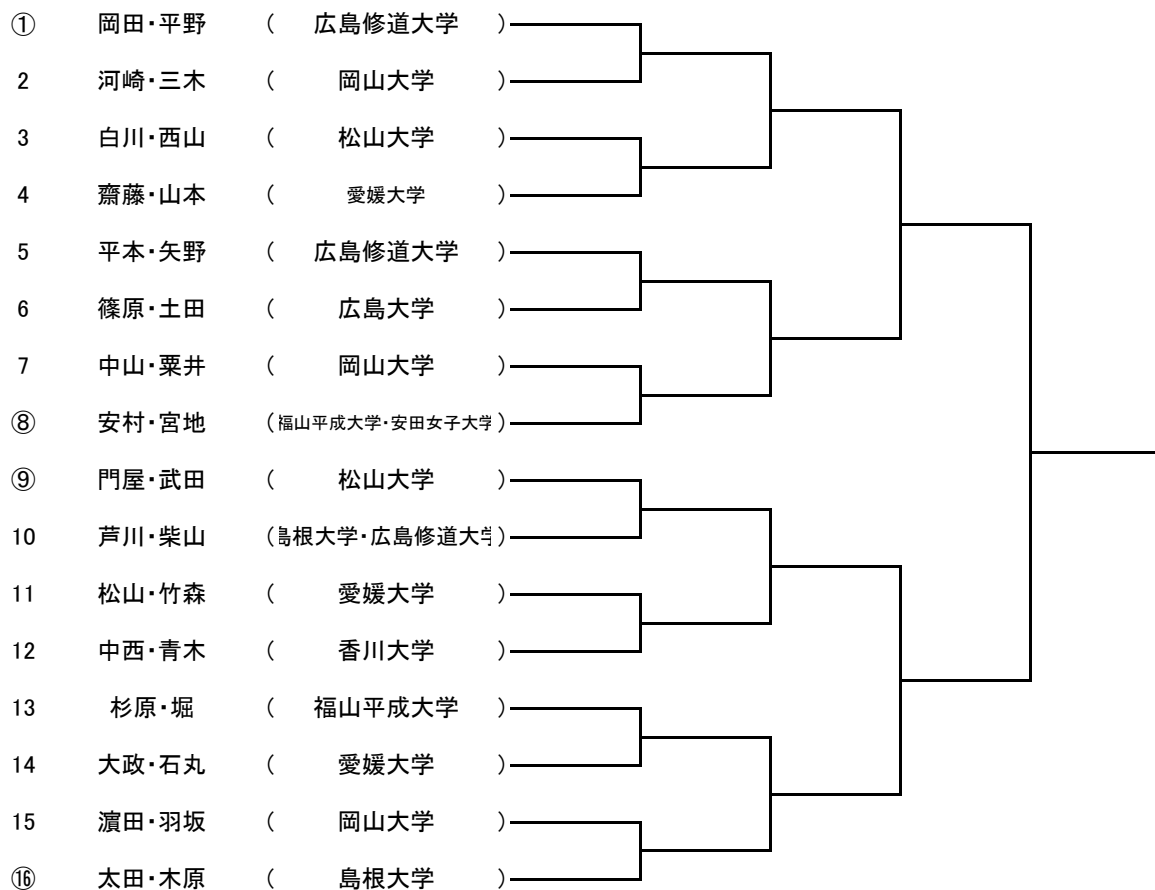 ① 岡田・平野 ( 広島修道大学 )
2 河崎・三木 ( 岡山大学 )
3 白川・西山 ( 松山大学 )
4 齋藤・山本 ( 愛媛大学 )
5 平本・矢野 ( 広島修道大学 )
6 篠原・土田 ( 広島大学 )
7 中山・粟井 ( 岡山大学 )
⑧ 安村・宮地 ( 福山平成大学・安田女子大学 )
⑨ 門屋・武田 ( 松山大学 )
10 芦川・柴山 ( 島根大学・広島修道大学 )
11 松山・竹森 ( 愛媛大学 )
12 中西・青木 ( 香川大学 )
13 杉原・堀 ( 福山平成大学 )
14 大政・石丸 ( 愛媛大学 )
15 濵田・羽坂 ( 岡山大学 )
⑯ 太田・木原 ( 島根大学 )